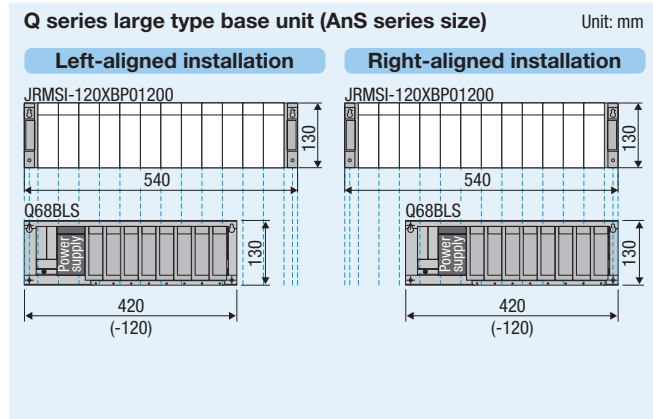 Q series large type base unit (AnS series size) Unit: mm
Left-aligned installation
JRMSI-120XBP01200
130
540
Q68BLS
Power supply
130
420
(-120)
Right-aligned installation
JRMSI-120XBP01200
130
540
Q68BLS
Power supply
130
420
(-120)